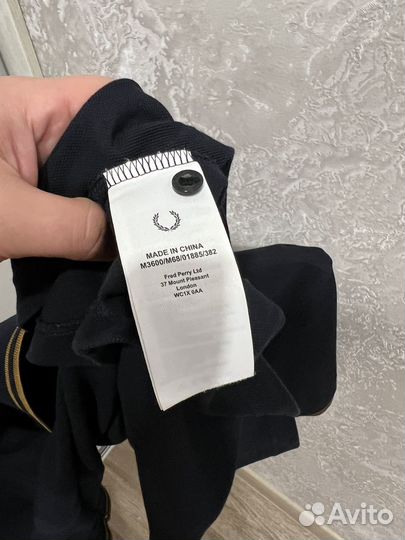 MADE IN CHINA
M3600/M68/01885/382
Fred Perry Ltd
37 Mount Pleasant
London
WC1X 0AA
Avito